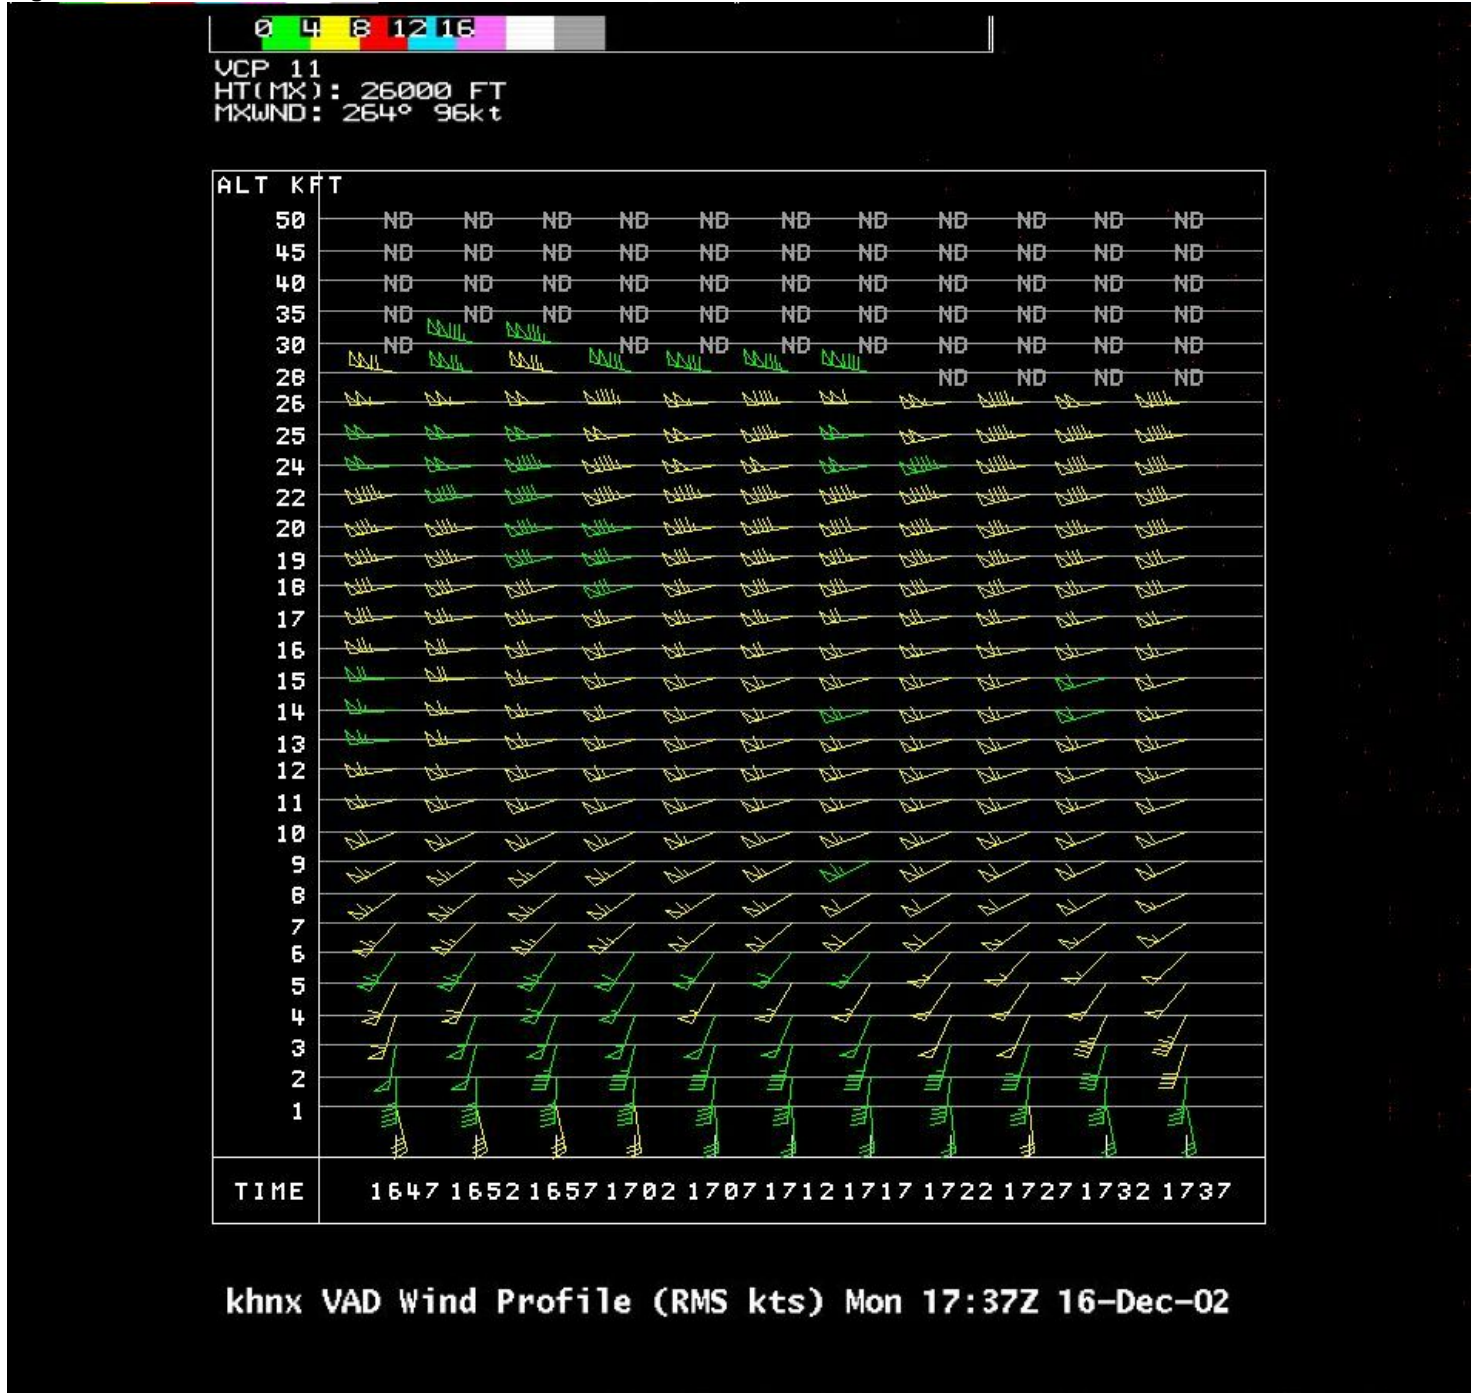 0 4 8 12 16
VCP 11
HT(MX): 26000 FT
MXWND: 264° 96kt
ALT KFT
50 ND ND ND ND ND ND ND ND ND ND ND
45 ND ND ND ND ND ND ND ND ND ND ND
40 ND ND ND ND ND ND ND ND ND ND ND
35 ND ND ND ND ND ND ND ND ND ND ND
30 ND ND ND ND ND ND ND ND ND
28 ND ND ND ND
26
25
24
22
20
19
18
17
16
15
14
13
12
11
10
9
8
7
6
5
4
3
2
1
TIME 1647 1652 1657 1702 1707 1712 1717 1722 1727 1732 1737
khnx VAD Wind Profile (RMS kts) Mon 17:37Z 16-Dec-02